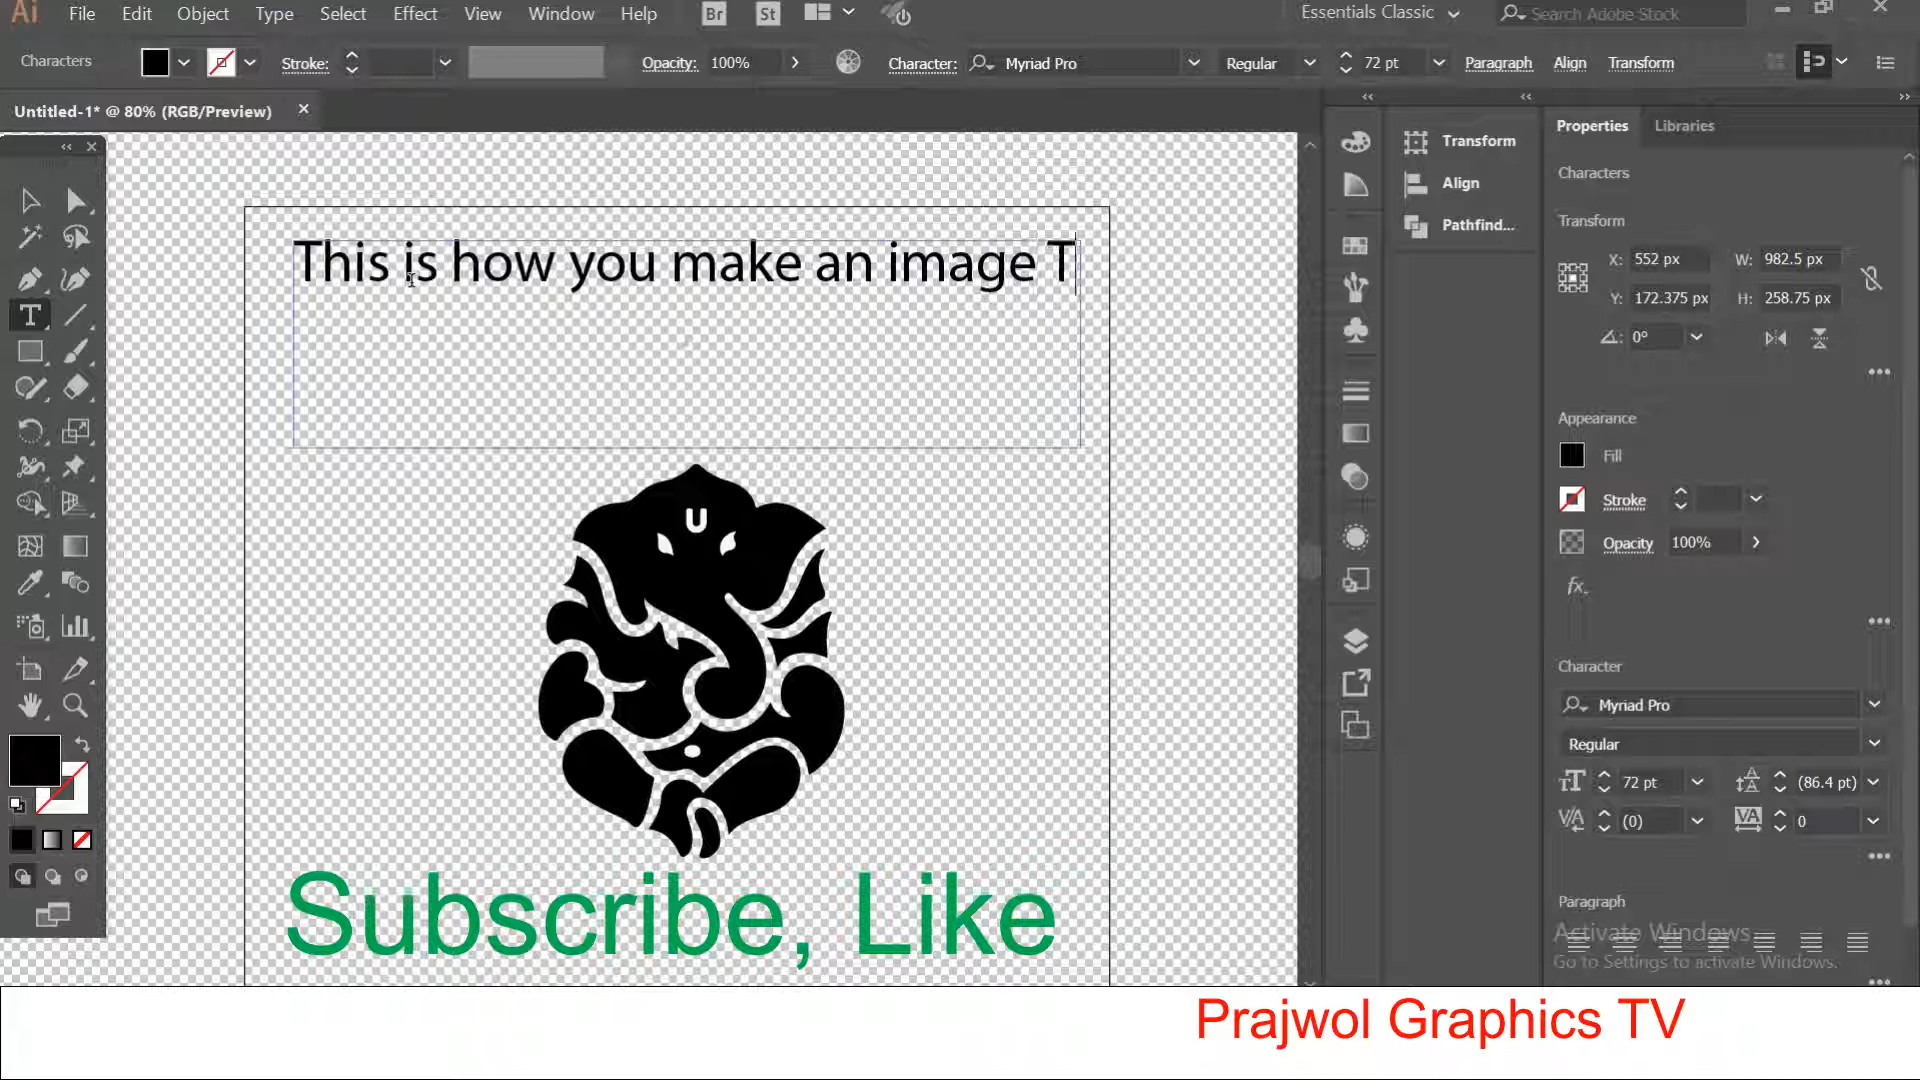 Ai File Edit Object Type Select Effect View Window Help Br St Essentials Classic Search Adobe Stock
Characters Stroke: Opacity: 100% Character: Myriad Pro Regular 72 pt Paragraph Align Transform
Untitled-1* @ 80% (RGB/Preview)
This is how you make an image T
U
Subscribe, Like
Transform
Align
Pathfind...
Properties Libraries
Characters
Transform
X: 552 px W: 982.5 px
Y: 172.375 px H: 258.75 px
0°
Appearance
Fill
Stroke
Opacity 100%
fx
Character
Myriad Pro
Regular
72 pt (86.4 pt)
(0) 0
Paragraph
Activate Windows
Go to Settings to activate Windows.
Prajwol Graphics TV